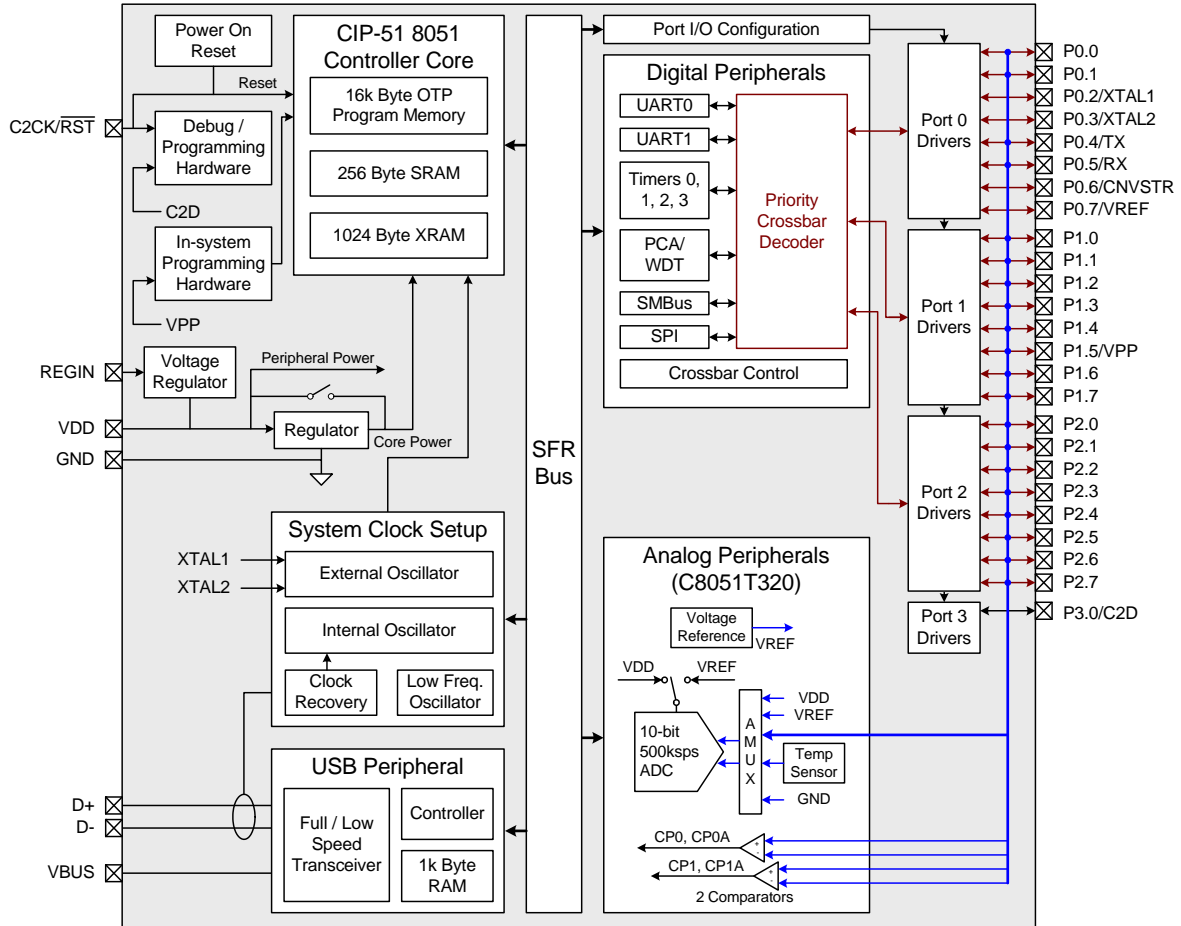 Power On
Reset
C2CK/RST
Reset
Debug /
Programming
Hardware
C2D
In-system
Programming
Hardware
VPP
CIP-51 8051
Controller Core
16k Byte OTP
Program Memory
256 Byte SRAM
1024 Byte XRAM
REGIN
Voltage
Regulator
Peripheral Power
VDD
Regulator
Core Power
GND
System Clock Setup
XTAL1
XTAL2
External Oscillator
Internal Oscillator
Clock
Recovery
Low Freq.
Oscillator
USB Peripheral
D+
D-
VBUS
Full / Low
Speed
Transceiver
Controller
1k Byte
RAM
SFR
Bus
Port I/O Configuration
Digital Peripherals
UART0
UART1
Timers 0,
1, 2, 3
PCA/
WDT
SMBus
SPI
Priority
Crossbar
Decoder
Crossbar Control
Port 0
Drivers
Port 1
Drivers
Port 2
Drivers
Port 3
Drivers
P0.0
P0.1
P0.2/XTAL1
P0.3/XTAL2
P0.4/TX
P0.5/RX
P0.6/CNVSTR
P0.7/VREF
P1.0
P1.1
P1.2
P1.3
P1.4
P1.5/VPP
P1.6
P1.7
P2.0
P2.1
P2.2
P2.3
P2.4
P2.5
P2.6
P2.7
P3.0/C2D
Analog Peripherals
(C8051T320)
Voltage
Reference
VREF
VDD
VREF
10-bit
500ksps
ADC
A
M
U
X
VDD
VREF
Temp
Sensor
GND
CP0, CP0A
+
-
CP1, CP1A
+
-
2 Comparators